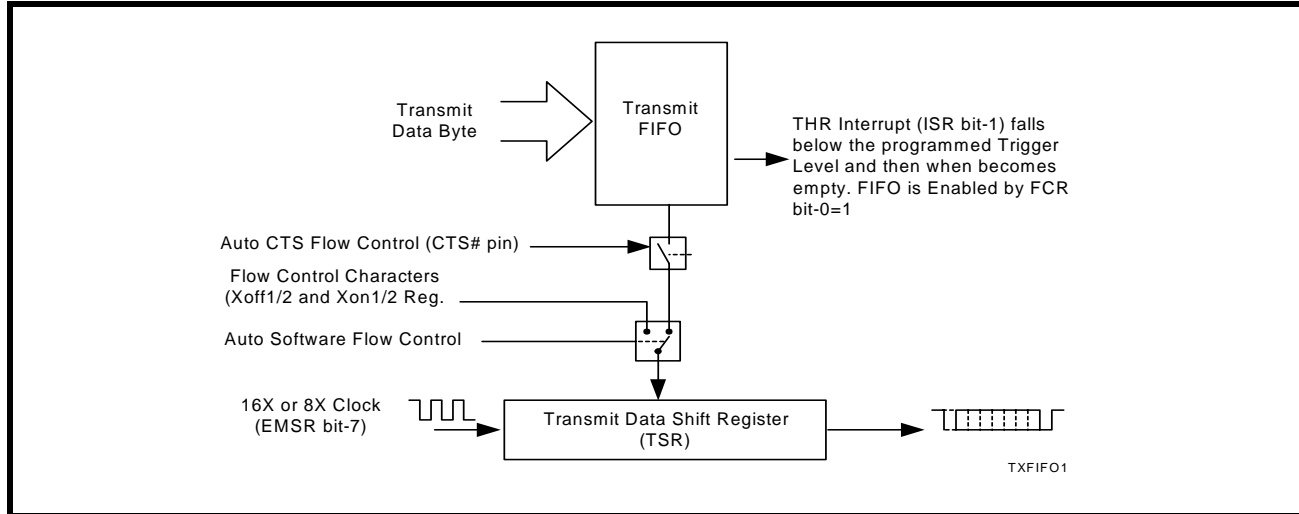 Transmit
Data Byte
Transmit
FIFO
THR Interrupt (ISR bit-1) falls
below the programmed Trigger
Level and then when becomes
empty. FIFO is Enabled by FCR
bit-0=1
Auto CTS Flow Control (CTS# pin)
Flow Control Characters
(Xoff1/2 and Xon1/2 Reg.
Auto Software Flow Control
16X or 8X Clock
(EMSR bit-7)
Transmit Data Shift Register
(TSR)
TXFIFO1